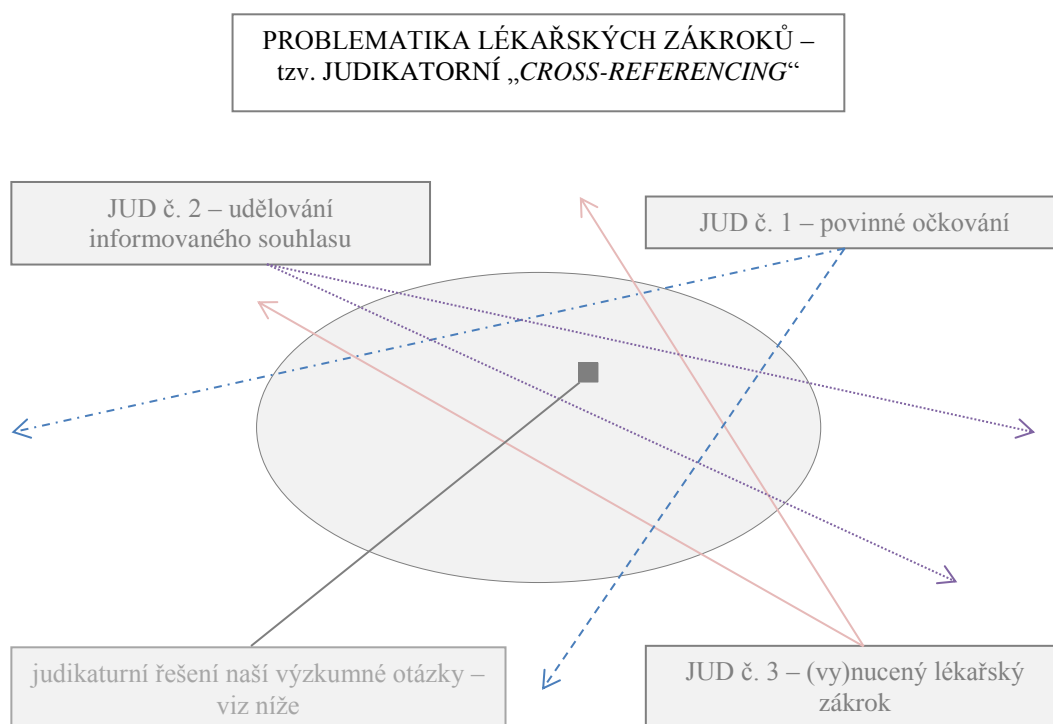 PROBLEMATIKA LÉKAŘSKÝCH ZÁKROKŮ –
tzv. JUDIKATORNÍ „CROSS-REFERENCING“
JUD č. 2 – udělování
informovaného souhlasu
JUD č. 1 – povinné očkování
judikaturní řešení naší výzkumné otázky –
viz níže
JUD č. 3 – (vy)nucený lékařský
zákrok